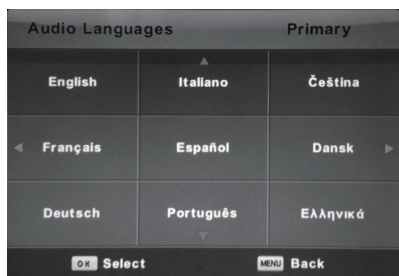 Audio Languages Primary
English Italiano Čeština
Français Español Dansk
Deutsch Português Ελληνικά
OK Select MENU Back